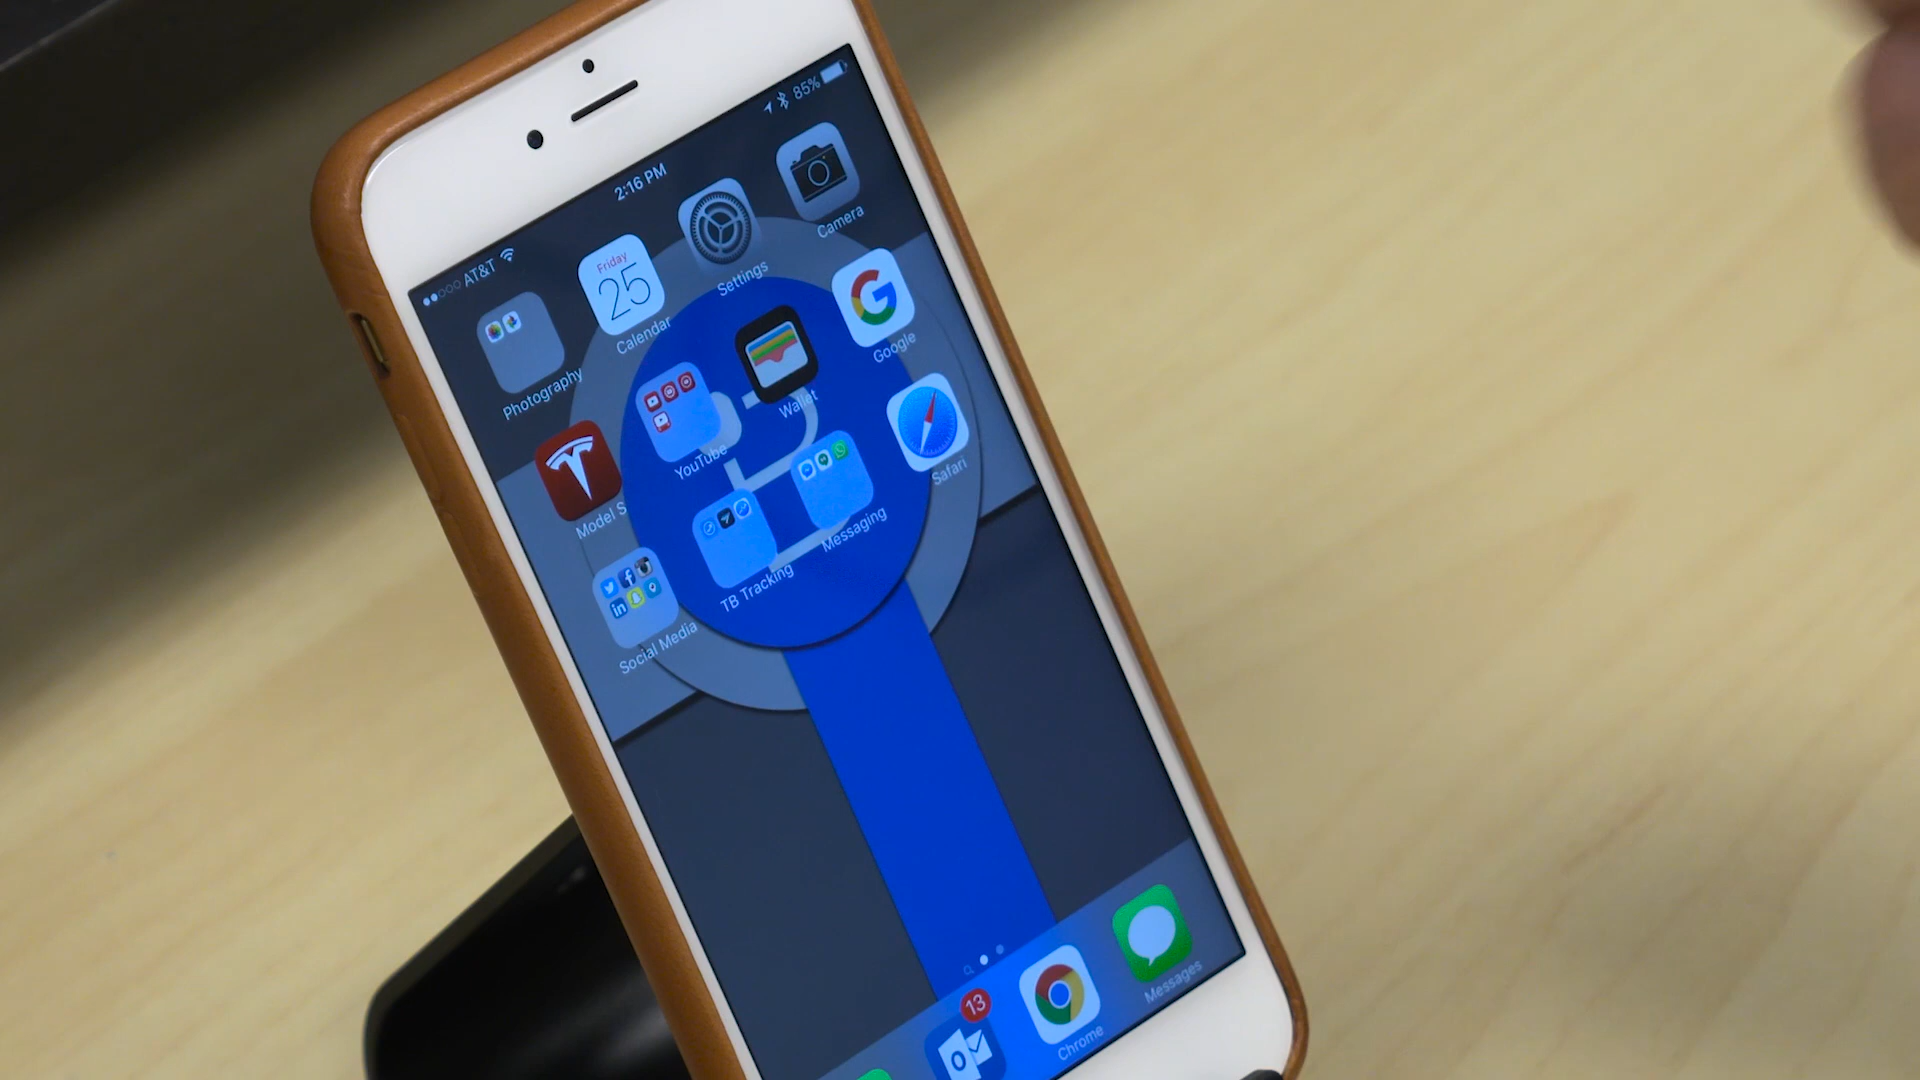 AT&T
2:16 PM
85%
Photography
Friday
25
Calendar
Settings
Camera
Model S
YouTube
Wallet
Google
Social Media
in
TB Tracking
Messaging
Safari
13
O
Chrome
Messages